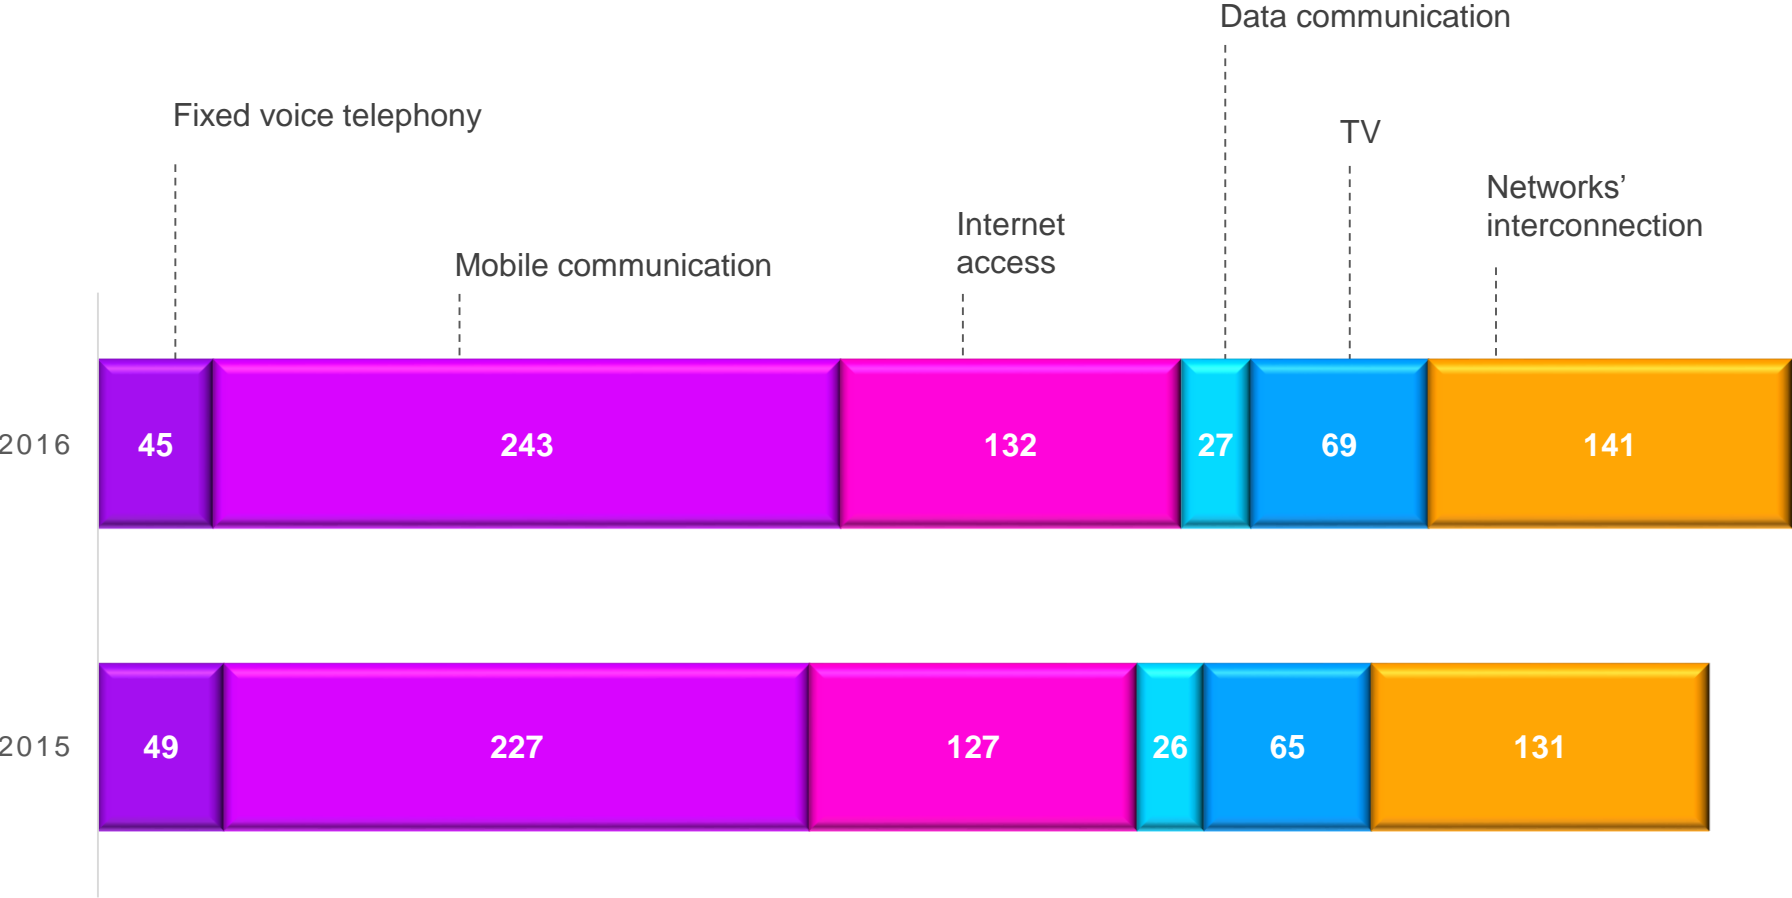 Data communication
Fixed voice telephony
TV
Networks’
interconnection
Internet
access
Mobile communication
2016
45
243
132
27
69
141
2015
49
227
127
26
65
131